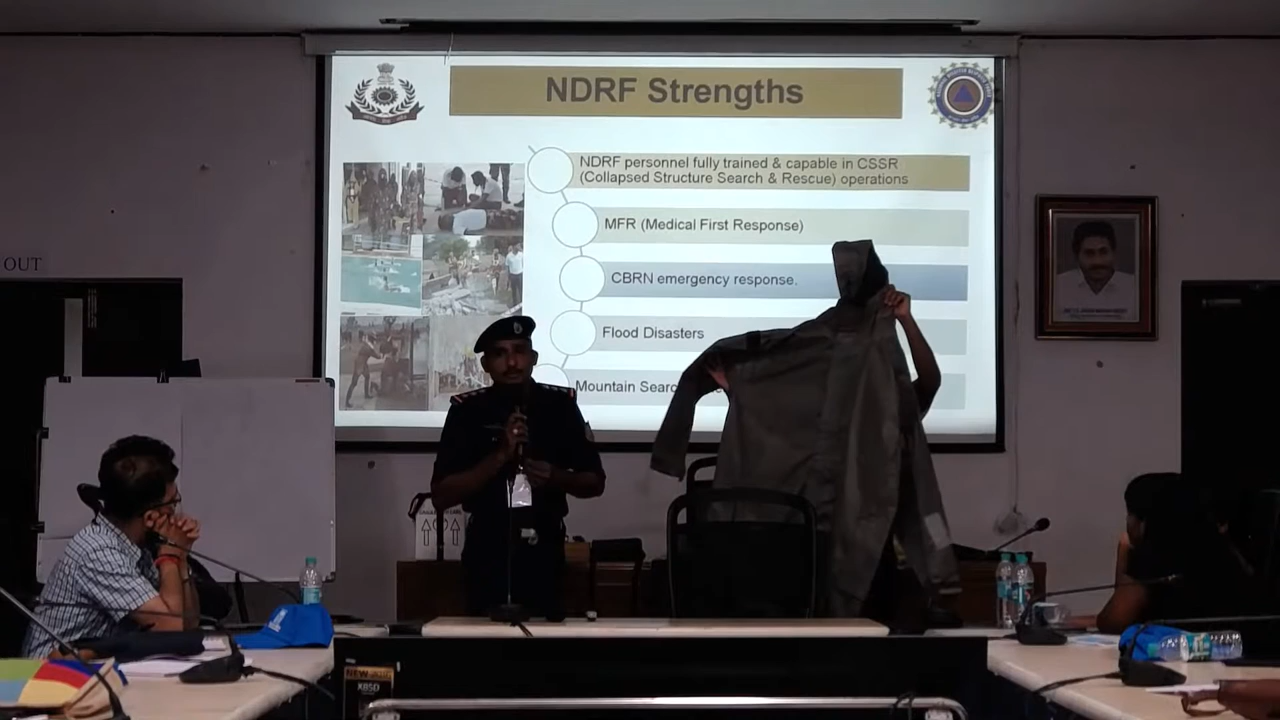 NDRF Strengths
NDRF personnel fully trained & capable in CSSR
(Collapsed Structure Search & Rescue) operations
MFR (Medical First Response)
CBRN emergency response.
Flood Disasters
Mountain Searc
OUT
NEW